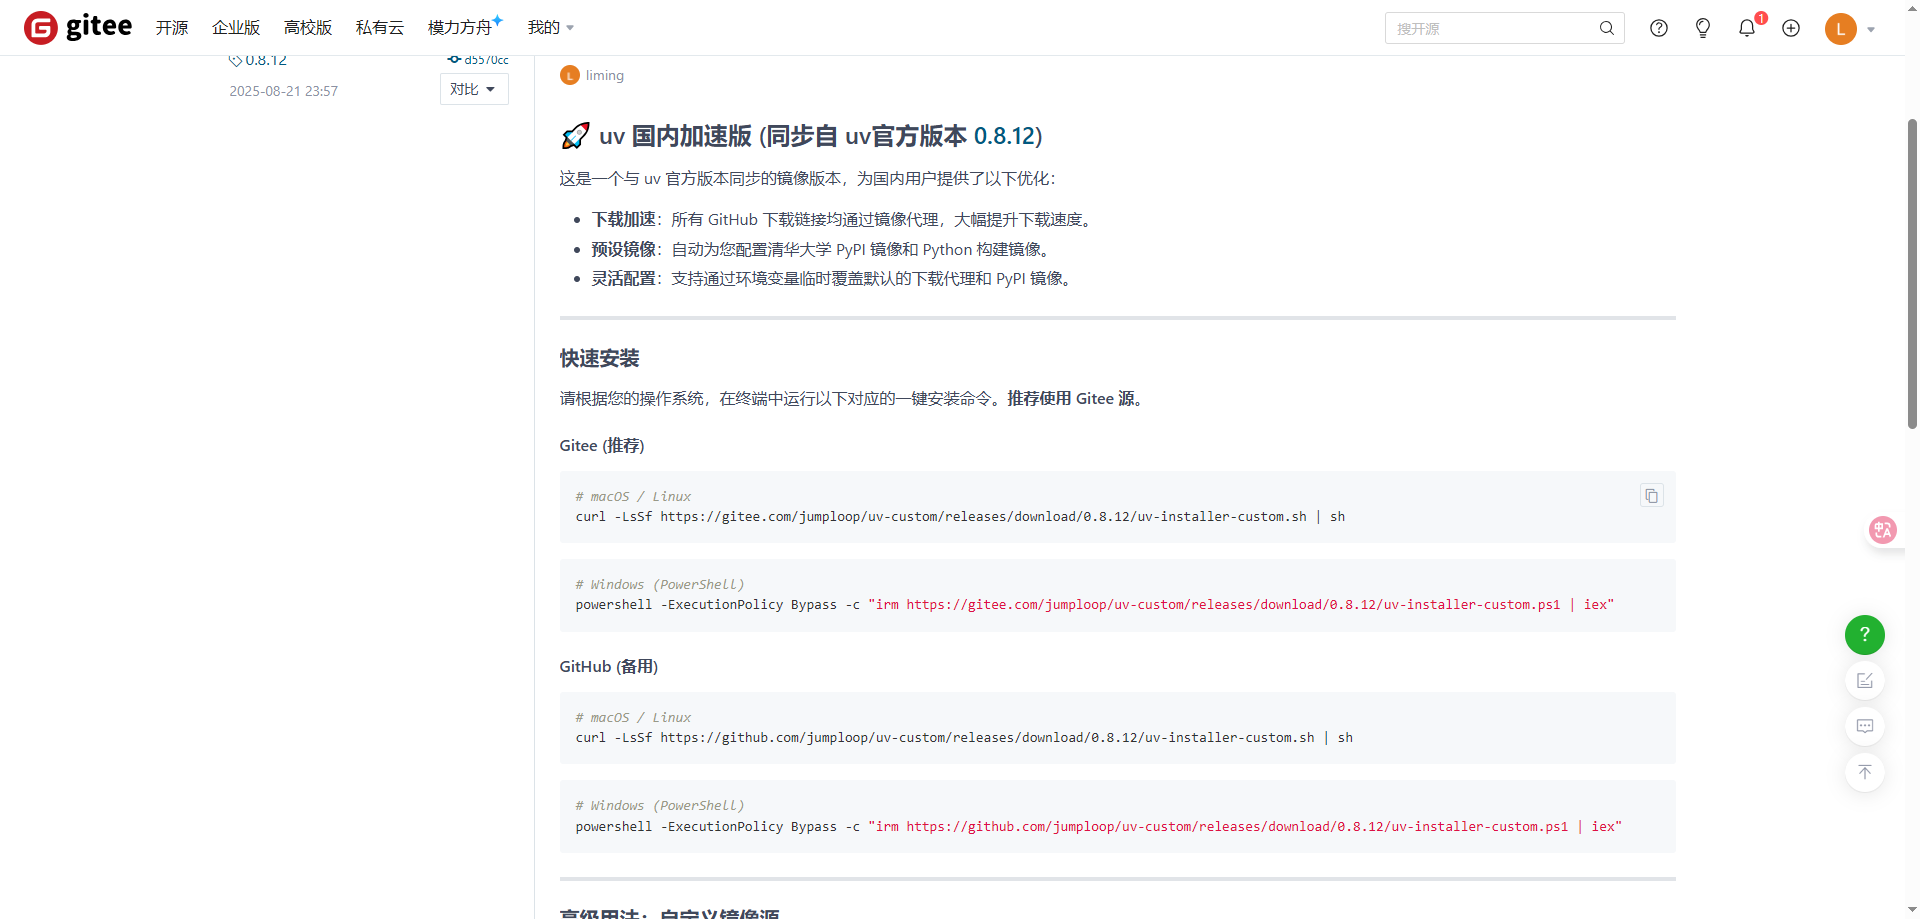 gitee 开源 企业版 高校版 私有云 模力方舟 我的 搜开源 1 L
0.8.12 d5570cc
2025-08-21 23:57 对比
L liming
🚀 uv 国内加速版 (同步自 uv官方版本 0.8.12)
这是一个与 uv 官方版本同步的镜像版本，为国内用户提供了以下优化：
• 下载加速：所有 GitHub 下载链接均通过镜像代理，大幅提升下载速度。
• 预设镜像：自动为您配置清华大学 PyPI 镜像和 Python 构建镜像。
• 灵活配置：支持通过环境变量临时覆盖默认的下载代理和 PyPI 镜像。
快速安装
请根据您的操作系统，在终端中运行以下对应的一键安装命令。推荐使用 Gitee 源。
Gitee (推荐)
# macOS / Linux
curl -LsSf https://gitee.com/jumploop/uv-custom/releases/download/0.8.12/uv-installer-custom.sh | sh
# Windows (PowerShell)
powershell -ExecutionPolicy Bypass -c "irm https://gitee.com/jumploop/uv-custom/releases/download/0.8.12/uv-installer-custom.ps1 | iex"
GitHub (备用)
# macOS / Linux
curl -LsSf https://github.com/jumploop/uv-custom/releases/download/0.8.12/uv-installer-custom.sh | sh
# Windows (PowerShell)
powershell -ExecutionPolicy Bypass -c "irm https://github.com/jumploop/uv-custom/releases/download/0.8.12/uv-installer-custom.ps1 | iex"
高级用法：自定义镜像源